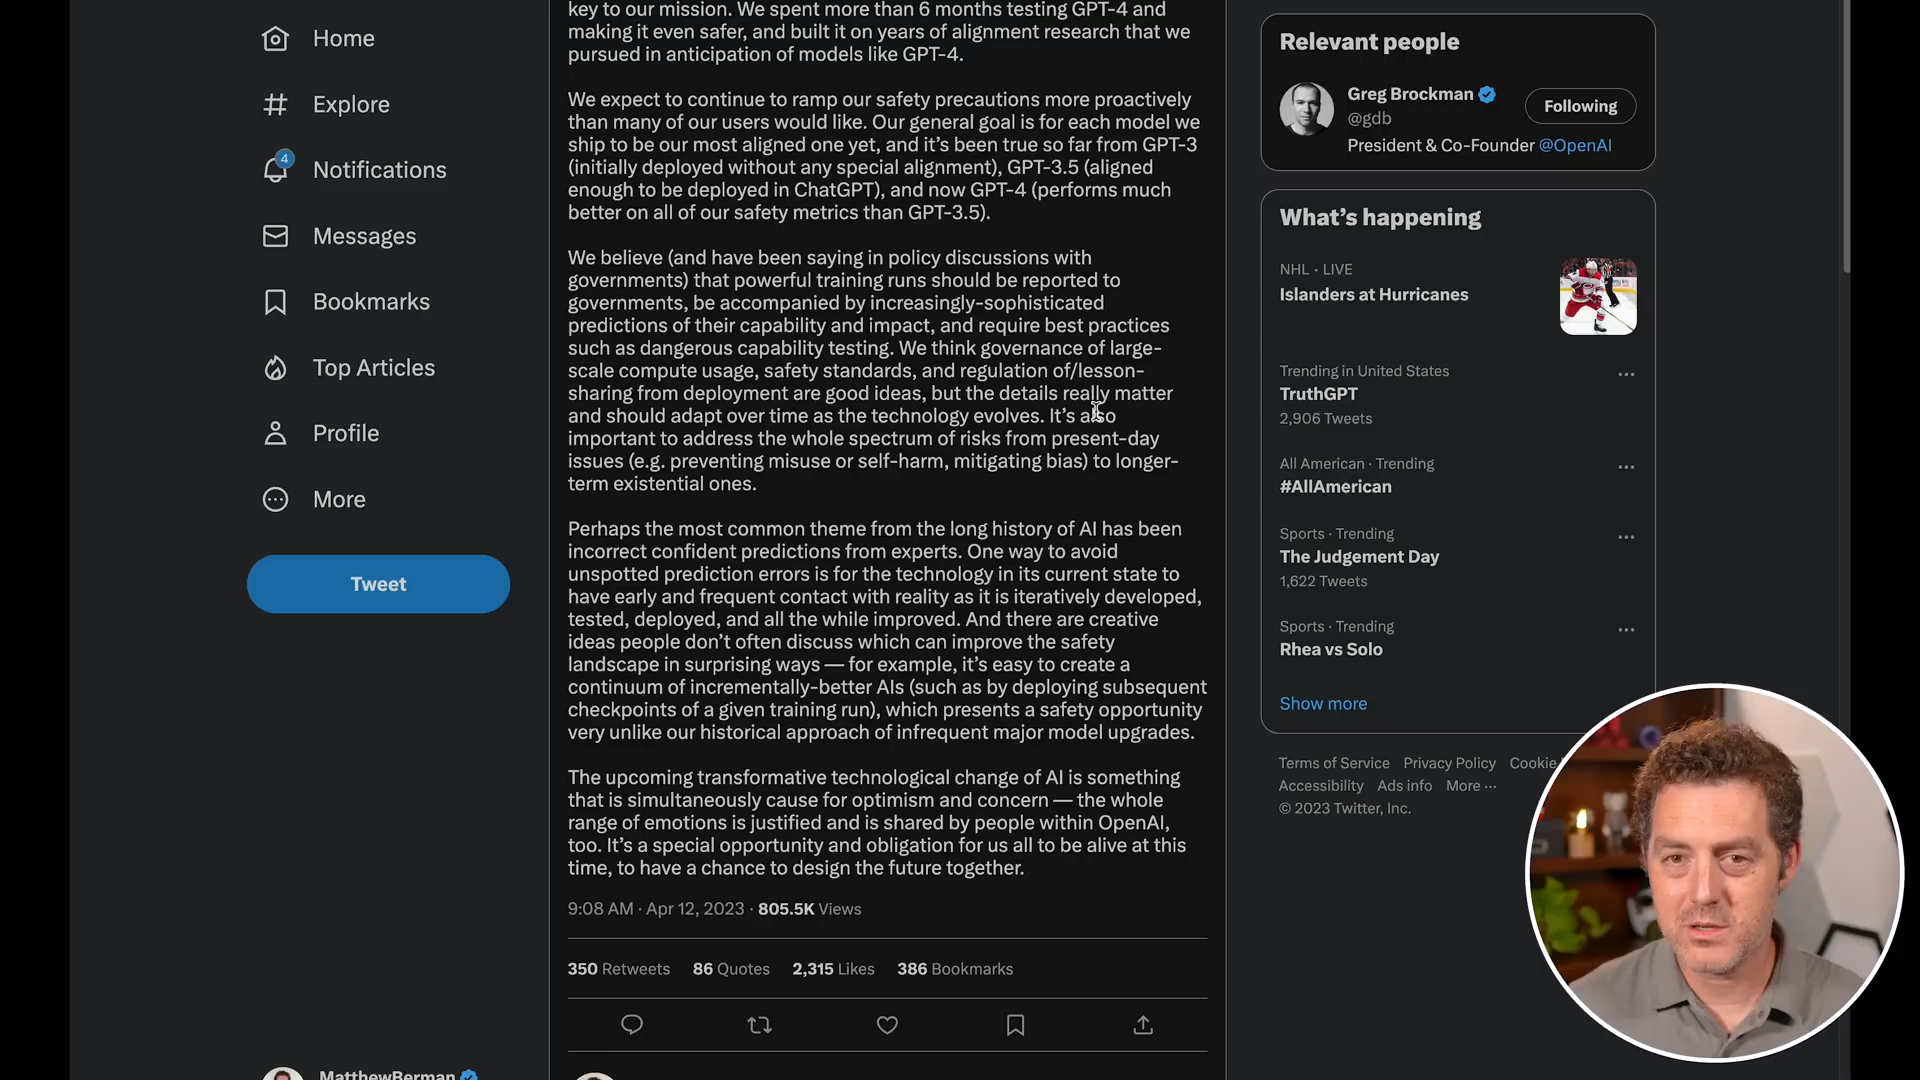 Home
Explore
4
Notifications
Messages
Bookmarks
Top Articles
Profile
More
Tweet
MatthewBerman
key to our mission. We spent more than 6 months testing GPT-4 and
making it even safer, and built it on years of alignment research that we
pursued in anticipation of models like GPT-4.
We expect to continue to ramp our safety precautions more proactively
than many of our users would like. Our general goal is for each model we
ship to be our most aligned one yet, and it’s been true so far from GPT-3
(initially deployed without any special alignment), GPT-3.5 (aligned
enough to be deployed in ChatGPT), and now GPT-4 (performs much
better on all of our safety metrics than GPT-3.5).
We believe (and have been saying in policy discussions with
governments) that powerful training runs should be reported to
governments, be accompanied by increasingly-sophisticated
predictions of their capability and impact, and require best practices
such as dangerous capability testing. We think governance of large-
scale compute usage, safety standards, and regulation of/lesson-
sharing from deployment are good ideas, but the details really matter
and should adapt over time as the technology evolves. It’s also
important to address the whole spectrum of risks from present-day
issues (e.g. preventing misuse or self-harm, mitigating bias) to longer-
term existential ones.
Perhaps the most common theme from the long history of AI has been
incorrect confident predictions from experts. One way to avoid
unspotted prediction errors is for the technology in its current state to
have early and frequent contact with reality as it is iteratively developed,
tested, deployed, and all the while improved. And there are creative
ideas people don’t often discuss which can improve the safety
landscape in surprising ways — for example, it’s easy to create a
continuum of incrementally-better AIs (such as by deploying subsequent
checkpoints of a given training run), which presents a safety opportunity
very unlike our historical approach of infrequent major model upgrades.
The upcoming transformative technological change of AI is something
that is simultaneously cause for optimism and concern — the whole
range of emotions is justified and is shared by people within OpenAI,
too. It’s a special opportunity and obligation for us all to be alive at this
time, to have a chance to design the future together.
9:08 AM · Apr 12, 2023 · 805.5K Views
350 Retweets 86 Quotes 2,315 Likes 386 Bookmarks
Relevant people
Greg Brockman
@gdb
Following
President & Co-Founder @OpenAI
What’s happening
NHL · LIVE
Islanders at Hurricanes
Trending in United States
TruthGPT
2,906 Tweets
All American · Trending
#AllAmerican
Sports · Trending
The Judgement Day
1,622 Tweets
Sports · Trending
Rhea vs Solo
Show more
Terms of Service Privacy Policy Cookie
Accessibility Ads info More ···
© 2023 Twitter, Inc.